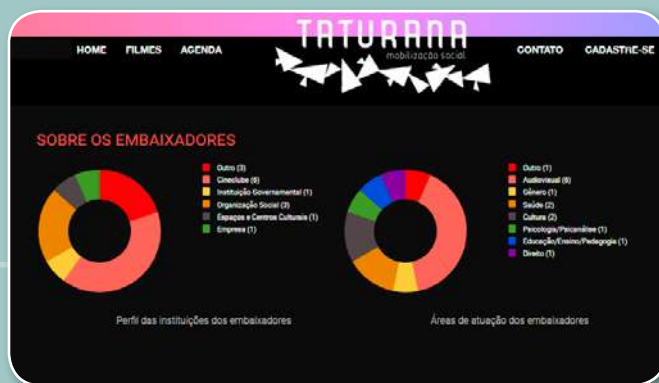 TATURANA
mobilização social
HOME FILMES AGENDA CONTATO CADASTRE-SE
SOBRE OS EMBAIXADORES
Outro (3)
Cineclube (6)
Instituição Governamental (1)
Organização Social (3)
Espaços e Centros Culturais (1)
Empresa (1)
Perfil das instituições dos embaixadores
Outro (1)
Audiovisual (6)
Gênero (1)
Saúde (2)
Cultura (2)
Psicologia/Psicanálise (1)
Educação/Ensino/Pedagogia (1)
Direito (1)
Áreas de atuação dos embaixadores